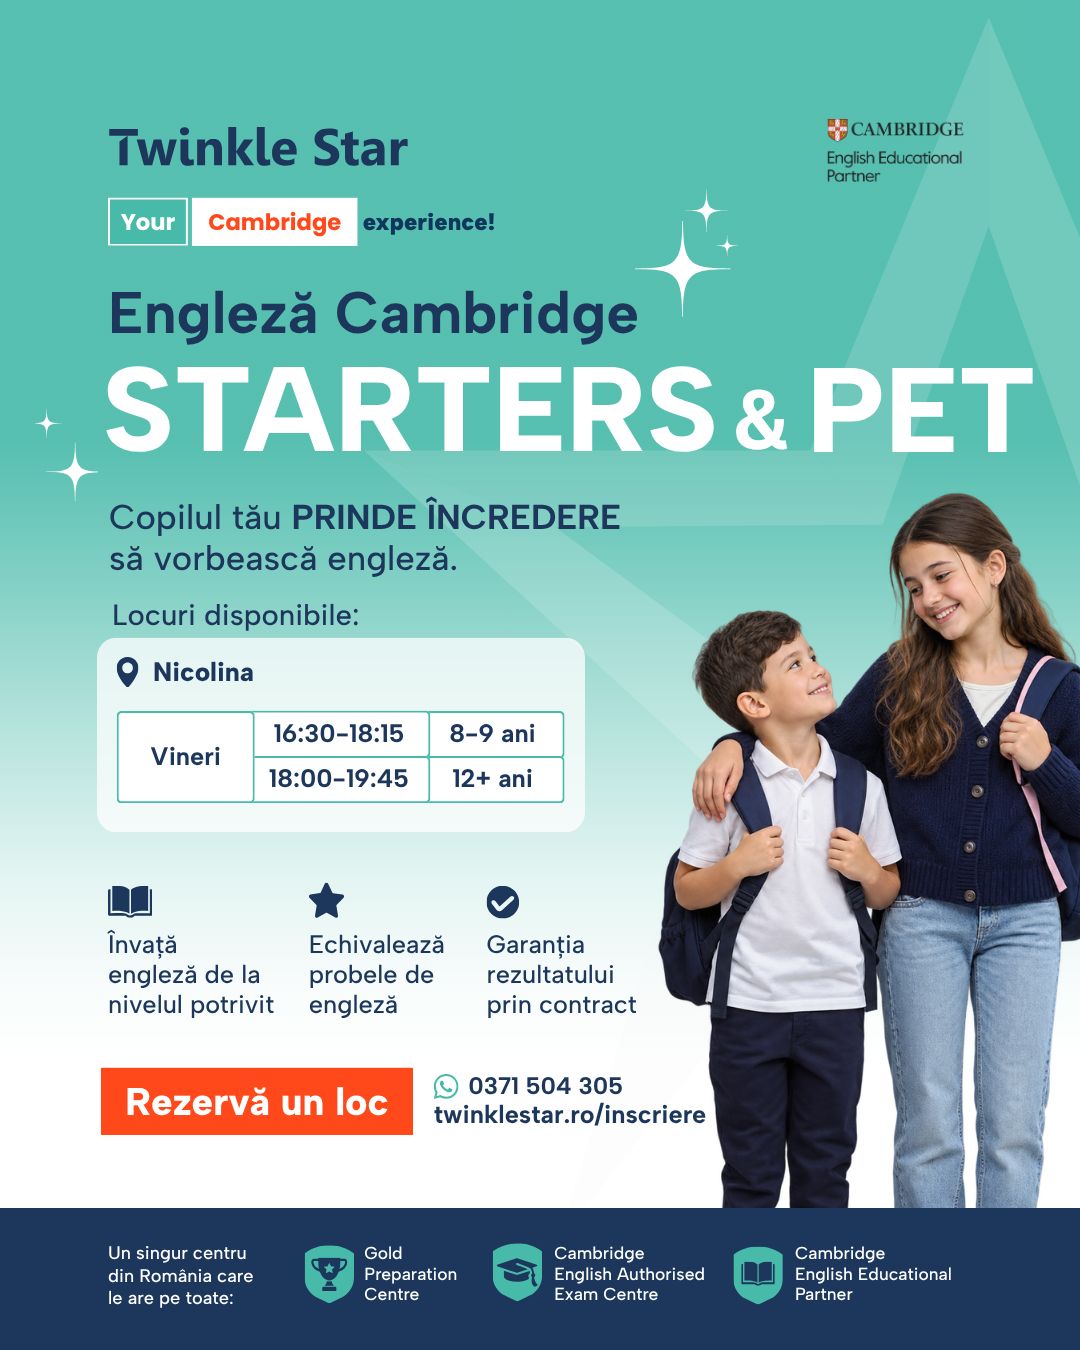 Twinkle Star
CAMBRIDGE
English Educational
Partner
Your Cambridge experience!
Engleză Cambridge
STARTERS & PET
Copilul tău PRINDE ÎNCREDERE
să vorbească engleză.
Locuri disponibile:
Nicolina
Vineri
16:30-18:15 8-9 ani
18:00-19:45 12+ ani
Învață
engleză de la
nivelul potrivit
Echivalează
probele de
engleză
Garanția
rezultatului
prin contract
Rezervă un loc
0371 504 305
twinklestar.ro/inscriere
Un singur centru
din România care
le are pe toate:
Gold
Preparation
Centre
Cambridge
English Authorised
Exam Centre
Cambridge
English Educational
Partner